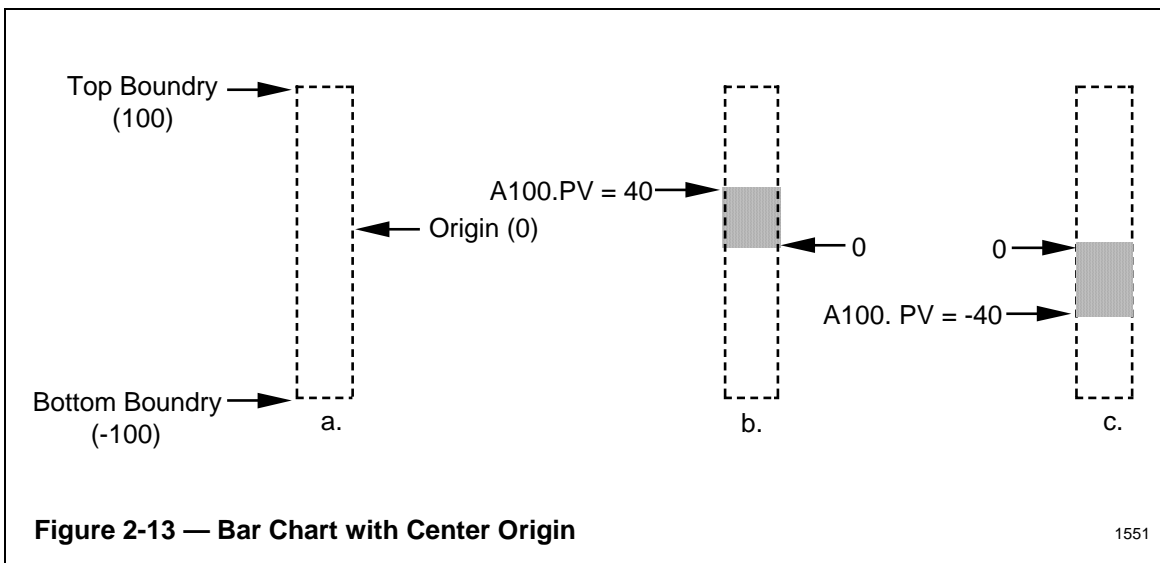 Top Boundry
(100)
Origin (0)
Bottom Boundry
(-100)
a.
A100.PV = 40
0
b.
0
A100. PV = -40
c.
Figure 2-13 — Bar Chart with Center Origin
1551